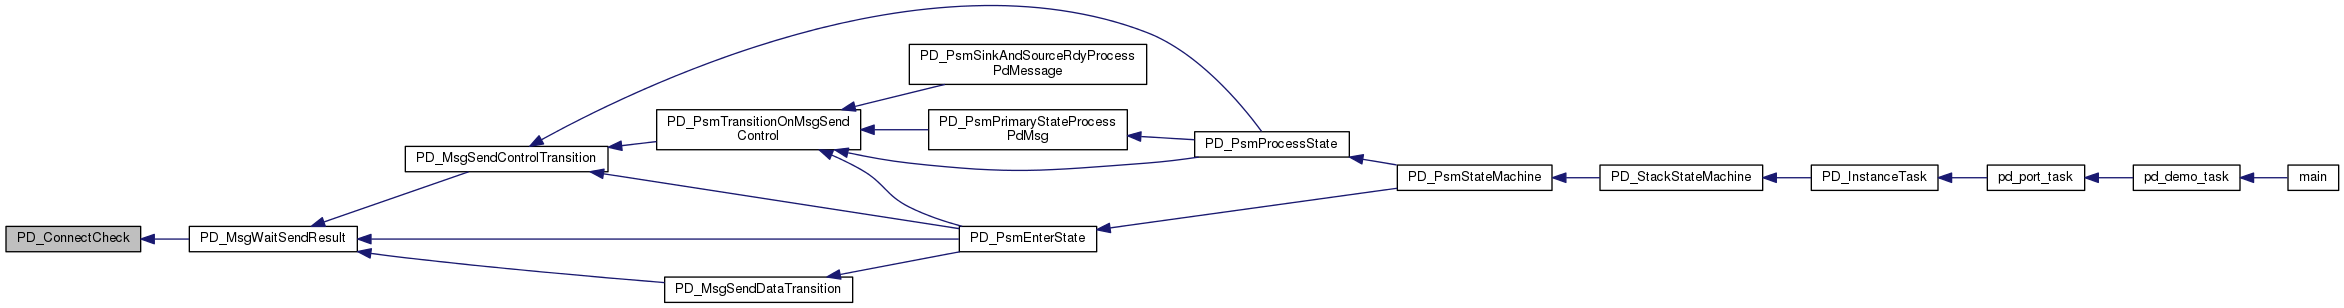 PD_ConnectCheck
PD_MsgWaitSendResult
PD_MsgSendControlTransition
PD_PsmTransitionOnMsgSend
Control
PD_PsmSinkAndSourceRdyProcess
PdMessage
PD_PsmPrimaryStateProcess
PdMsg
PD_PsmProcessState
PD_PsmEnterState
PD_MsgSendDataTransition
PD_PsmStateMachine
PD_StackStateMachine
PD_InstanceTask
pd_port_task
pd_demo_task
main